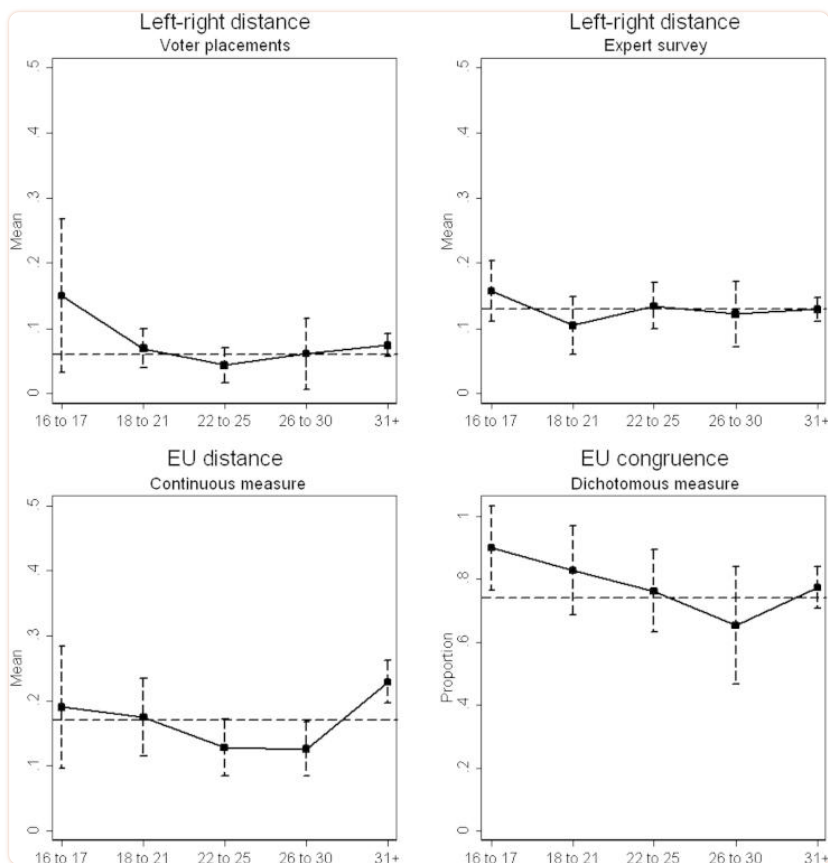 Left-right distance
Voter placements
Mean
.5
.4
.3
.2
.1
0
16 to 17 18 to 21 22 to 25 26 to 30 31+
Left-right distance
Expert survey
Mean
.5
.4
.3
.2
.1
0
16 to 17 18 to 21 22 to 25 26 to 30 31+
EU distance
Continuous measure
Mean
.5
.4
.3
.2
.1
0
16 to 17 18 to 21 22 to 25 26 to 30 31+
EU congruence
Dichotomous measure
Proportion
1
.8
.6
.4
.2
0
16 to 17 18 to 21 22 to 25 26 to 30 31+